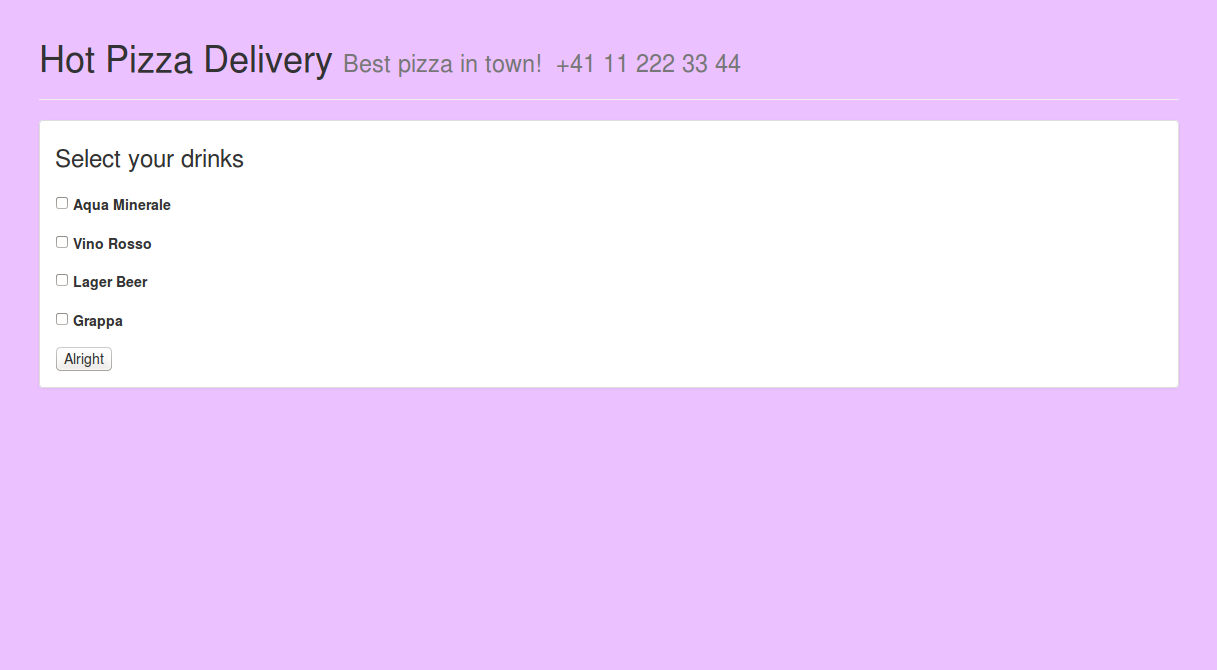 Hot Pizza Delivery Best pizza in town! +41 11 222 33 44
Select your drinks
Aqua Minerale
Vino Rosso
Lager Beer
Grappa
Alright